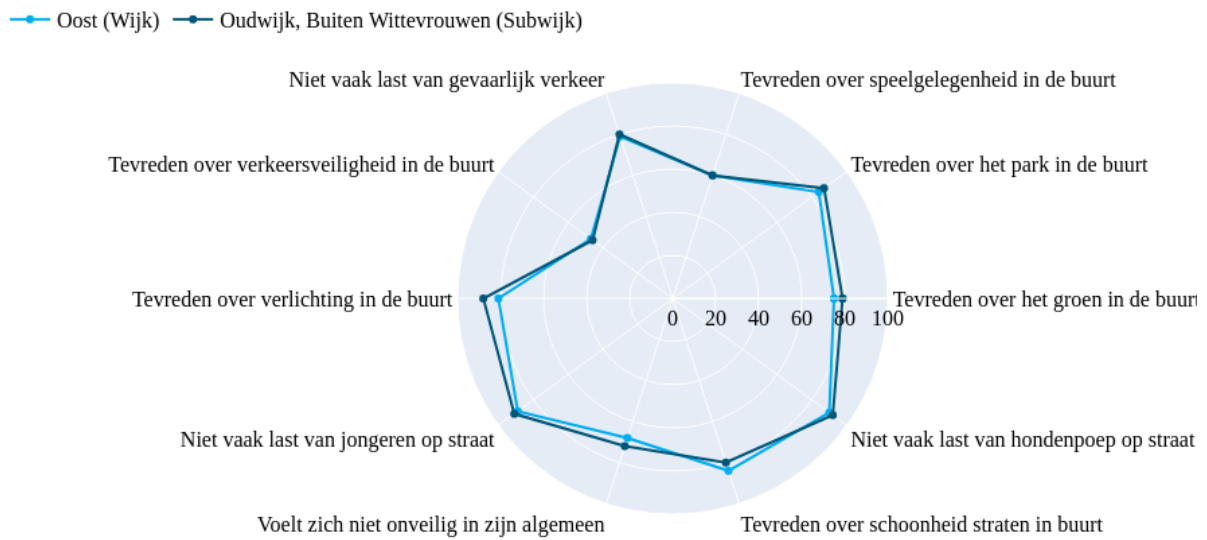 Oost (Wijk) Oudwijk, Buiten Wittevrouwen (Subwijk)
Niet vaak last van gevaarlijk verkeer Tevreden over speelgelegenheid in de buurt
Tevreden over verkeersveiligheid in de buurt Tevreden over het park in de buurt
Tevreden over verlichting in de buurt Tevreden over het groen in de buurt
0 20 40 60 80 100
Niet vaak last van jongeren op straat Niet vaak last van hondenpoep op straat
Voelt zich niet onveilig in zijn algemeen Tevreden over schoonheid straten in buurt